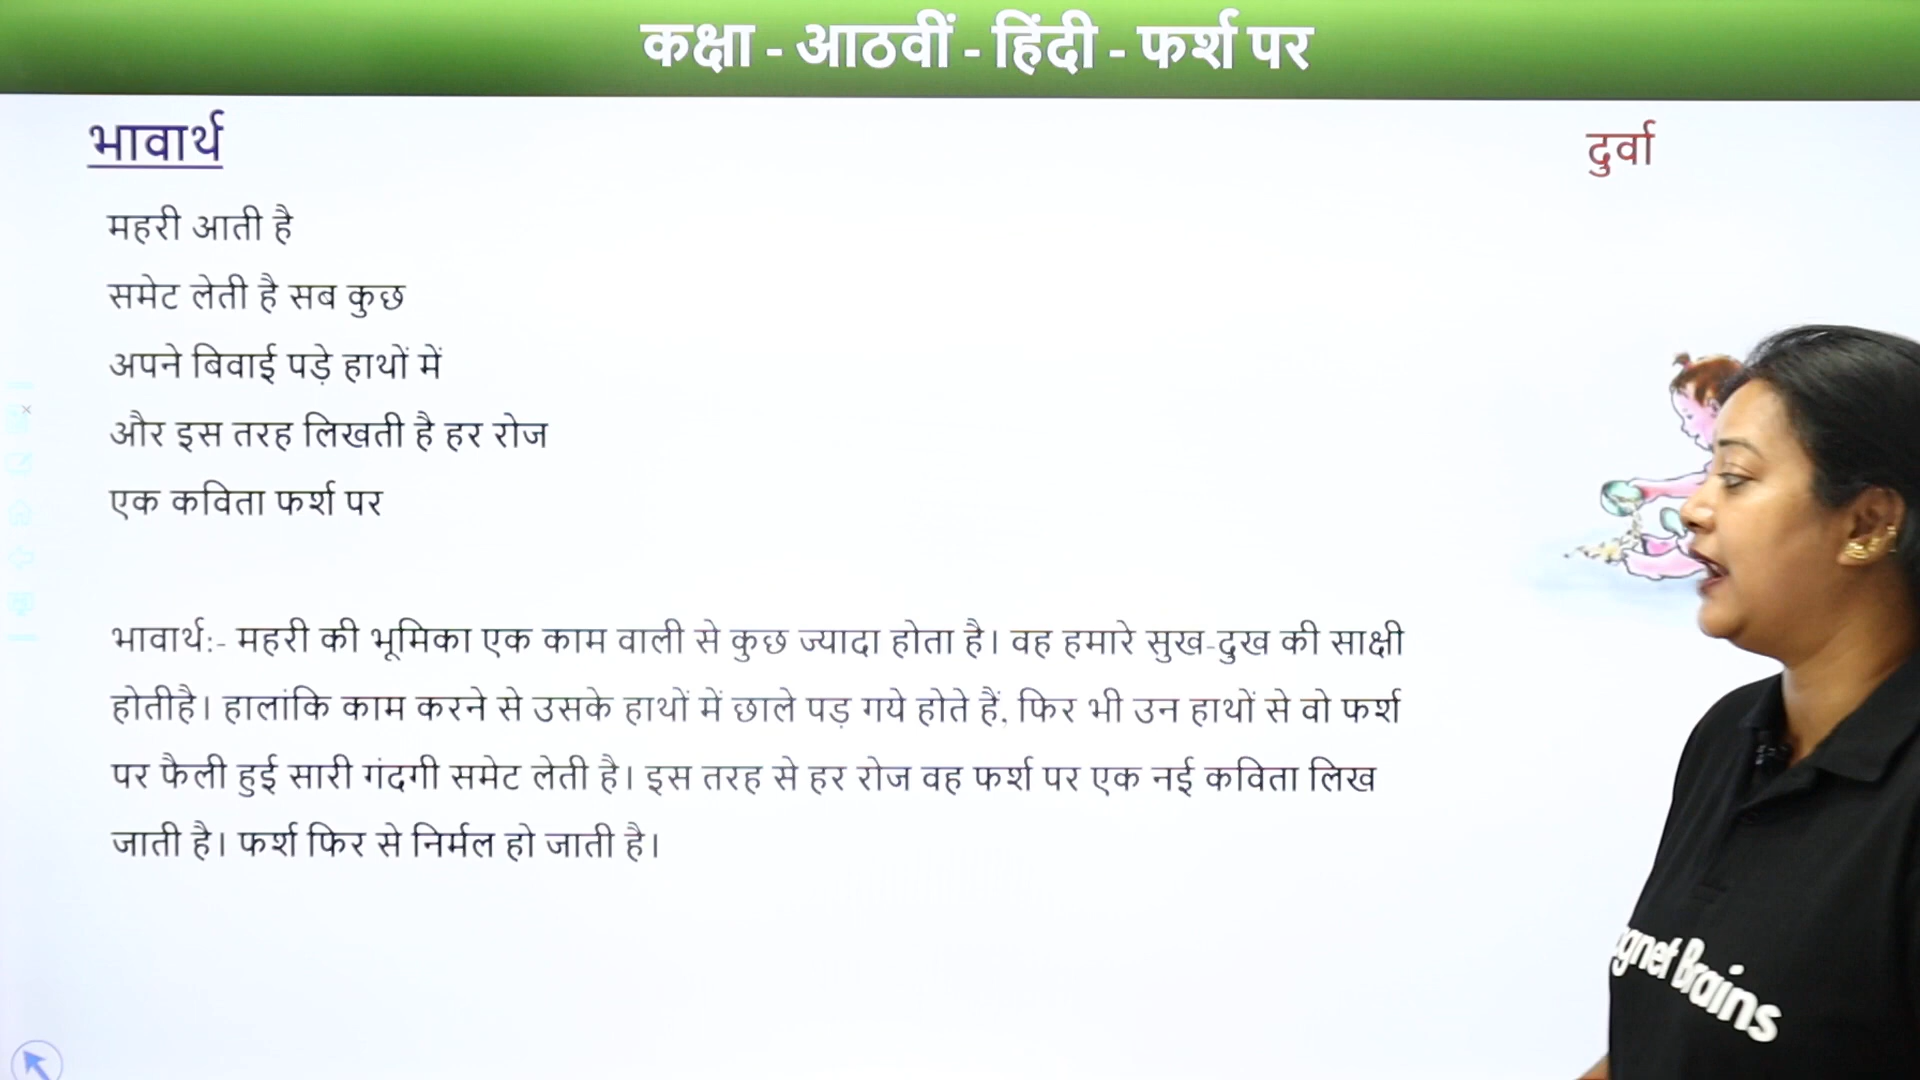 कक्षा - आठवीं - हिंदी - फर्श पर
भावार्थ
दुर्वा
महरी आती है
समेट लेती है सब कुछ
अपने बिवाई पड़े हाथों में
और इस तरह लिखती है हर रोज
एक कविता फर्श पर
भावार्थ:- महरी की भूमिका एक काम वाली से कुछ ज्यादा होता है। वह हमारे सुख-दुख की साक्षी
होतीहै। हालांकि काम करने से उसके हाथों में छाले पड़ गये होते हैं, फिर भी उन हाथों से वो फर्श
पर फैली हुई सारी गंदगी समेट लेती है। इस तरह से हर रोज वह फर्श पर एक नई कविता लिख
जाती है। फर्श फिर से निर्मल हो जाती है।
gnet Brains